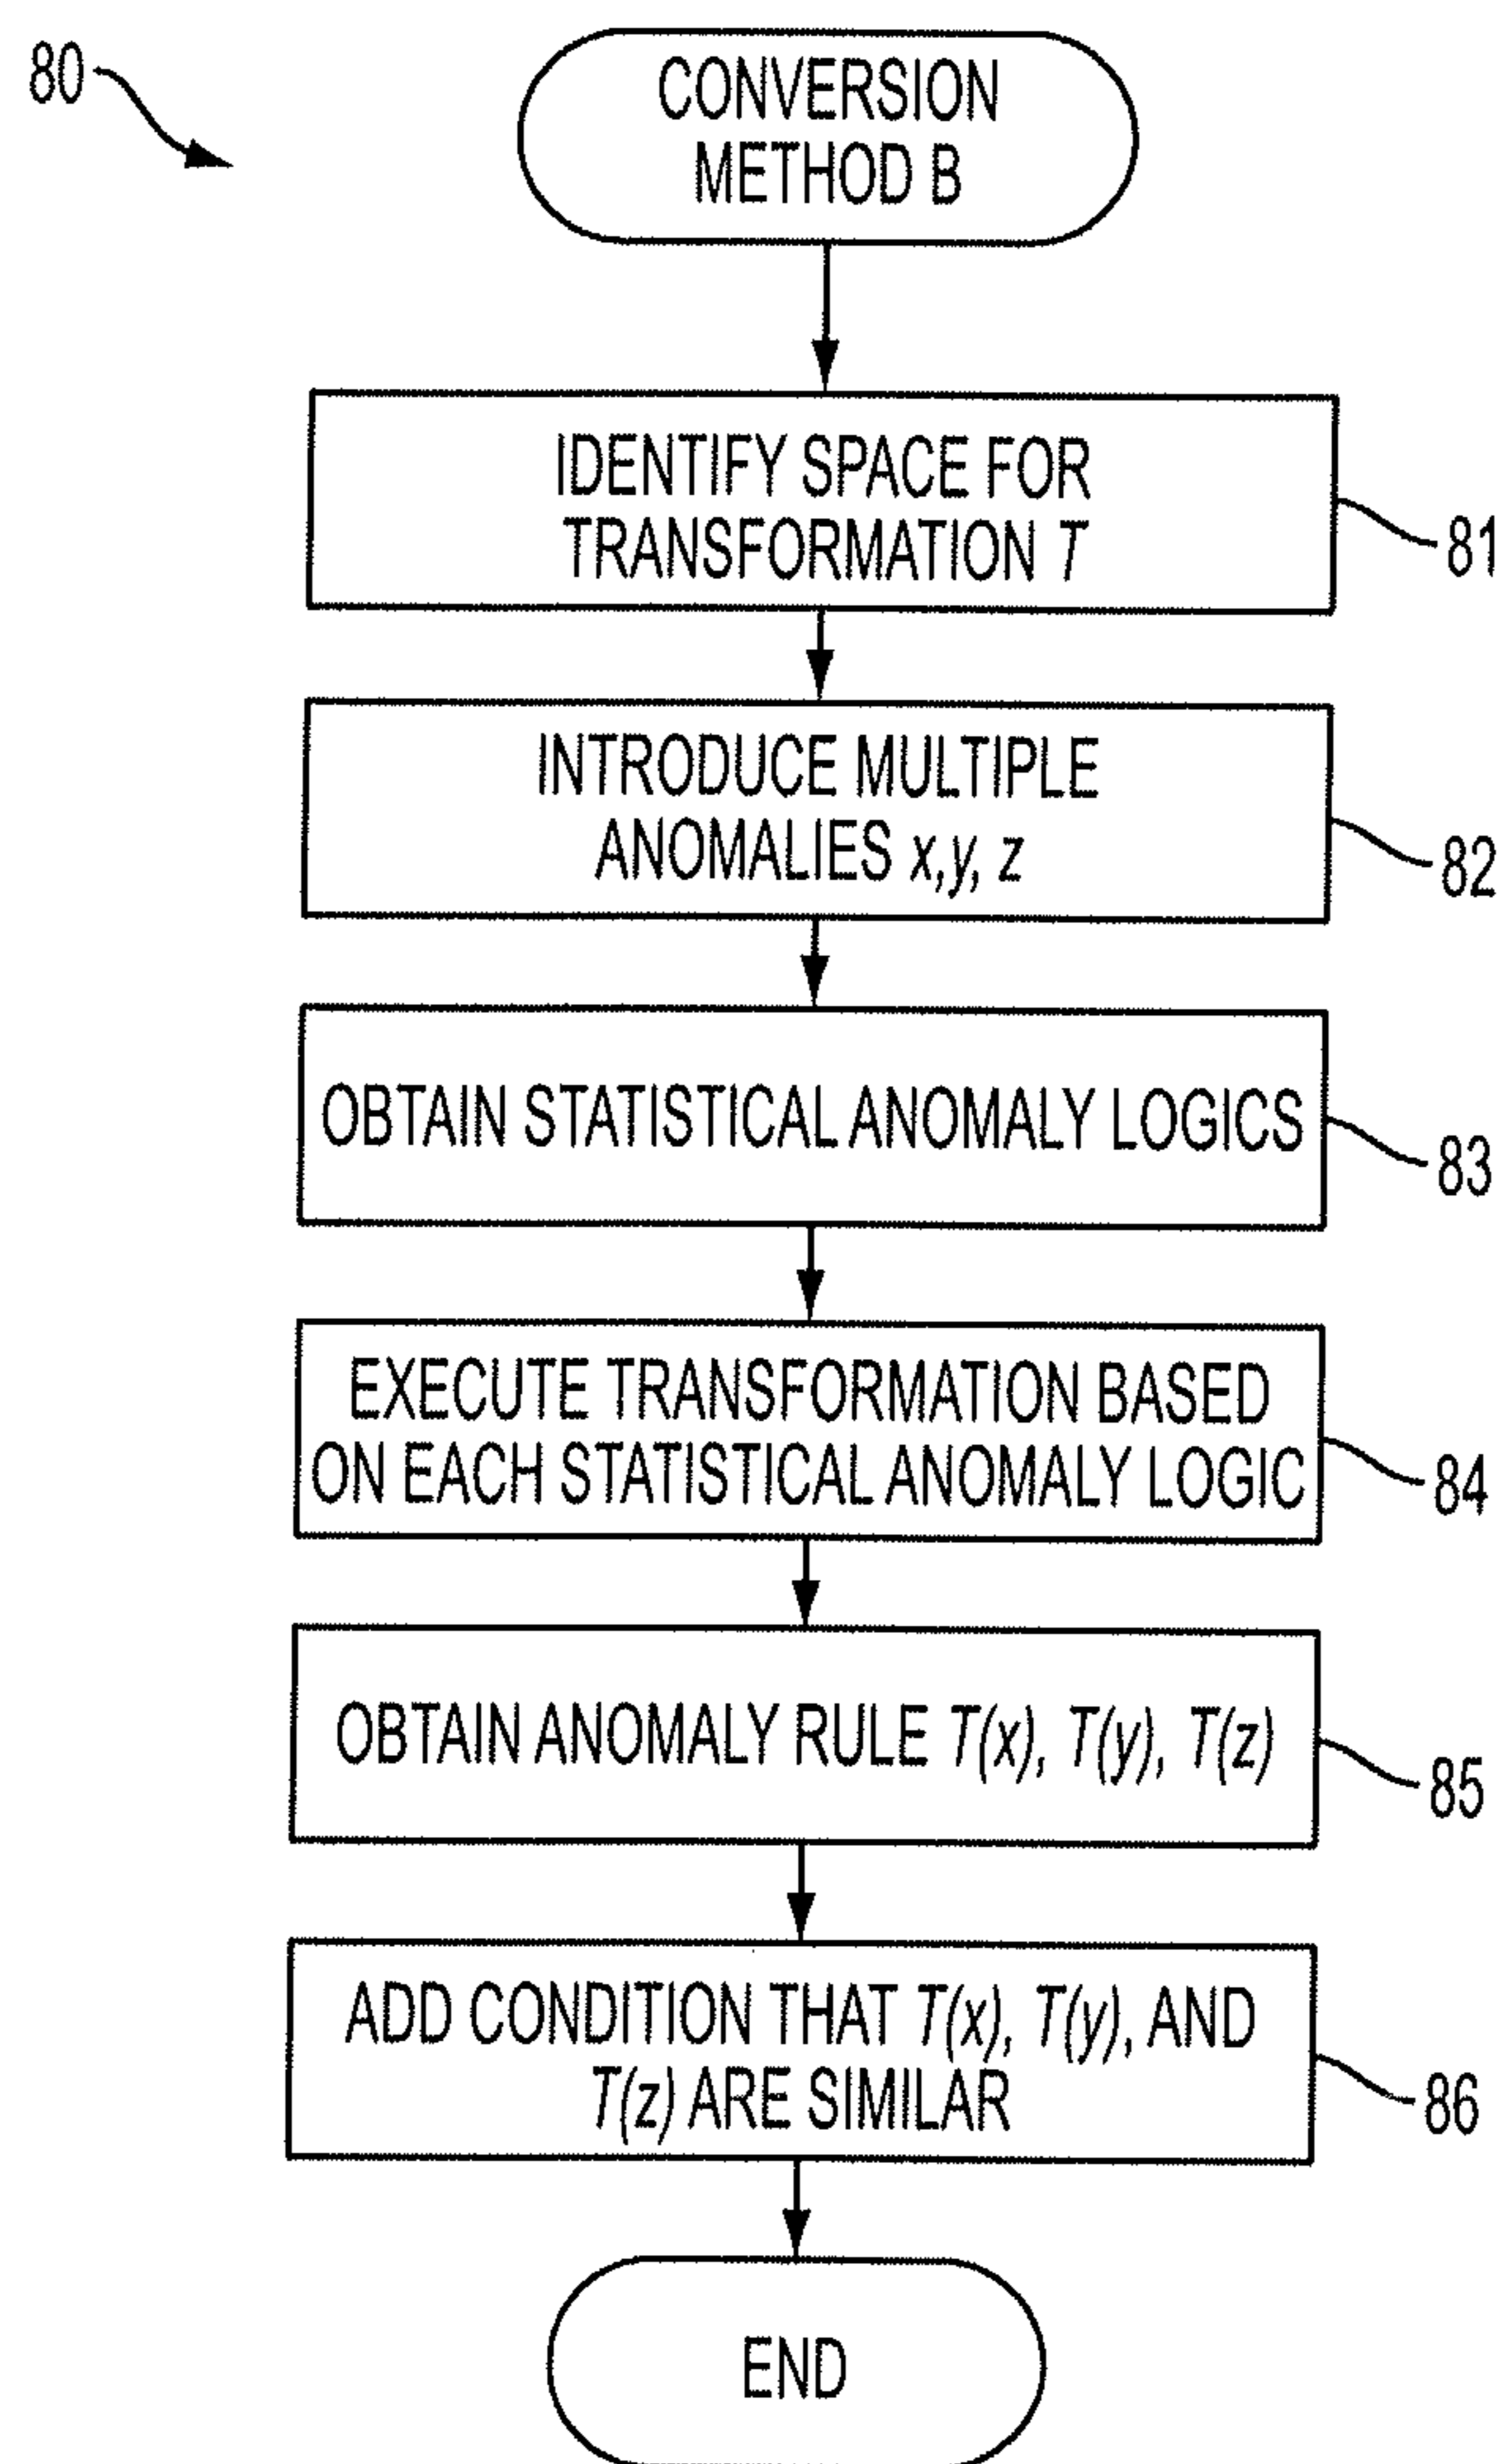 80
CONVERSION
METHOD B
IDENTIFY SPACE FOR
TRANSFORMATION T
81
INTRODUCE MULTIPLE
ANOMALIES x,y, z
82
OBTAIN STATISTICAL ANOMALY LOGICS
83
EXECUTE TRANSFORMATION BASED
ON EACH STATISTICAL ANOMALY LOGIC
84
OBTAIN ANOMALY RULE T(x), T(y), T(z)
85
ADD CONDITION THAT T(x), T(y), AND
T(z) ARE SIMILAR
86
END